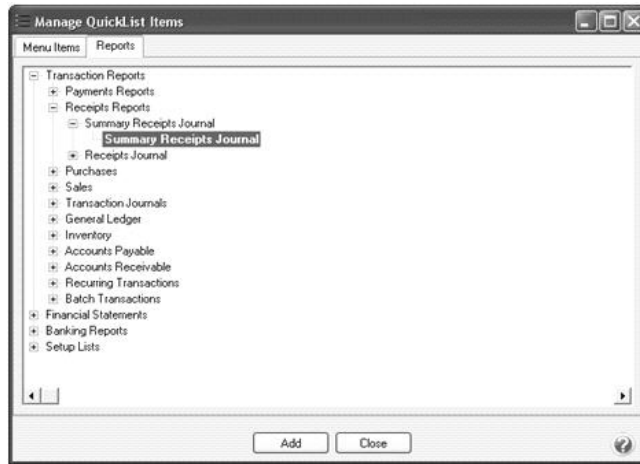 Manage QuickList Items
Menu Items Reports
Transaction Reports
Payments Reports
Receipts Reports
Summary Receipts Journal
Summary Receipts Journal
Receipts Journal
Purchases
Sales
Transaction Journals
General Ledger
Inventory
Accounts Payable
Accounts Receivable
Recurring Transactions
Batch Transactions
Financial Statements
Banking Reports
Setup Lists
Add Close